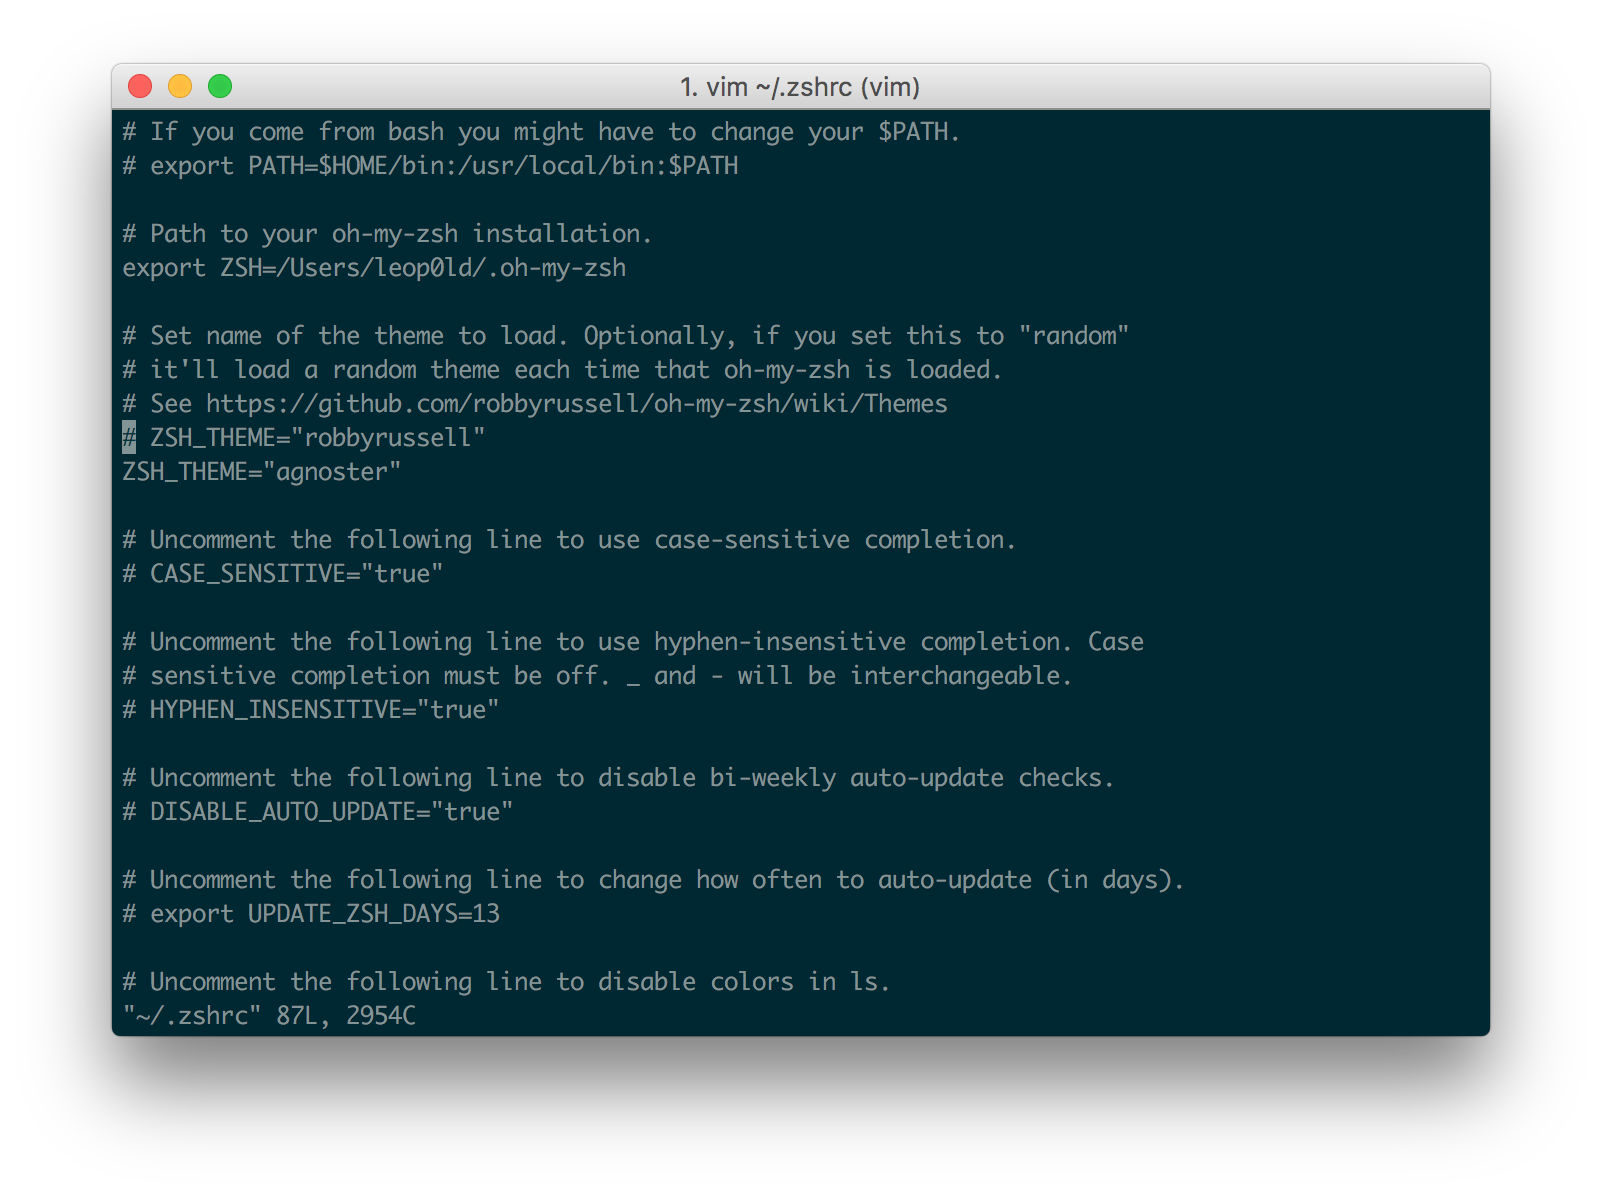 1. vim ~/.zshrc (vim)
# If you come from bash you might have to change your $PATH.
# export PATH=$HOME/bin:/usr/local/bin:$PATH
# Path to your oh-my-zsh installation.
export ZSH=/Users/leop0ld/.oh-my-zsh
# Set name of the theme to load. Optionally, if you set this to "random"
# it'll load a random theme each time that oh-my-zsh is loaded.
# See https://github.com/robbyrussell/oh-my-zsh/wiki/Themes
# ZSH_THEME="robbyrussell"
ZSH_THEME="agnoster"
# Uncomment the following line to use case-sensitive completion.
# CASE_SENSITIVE="true"
# Uncomment the following line to use hyphen-insensitive completion. Case
# sensitive completion must be off. _ and - will be interchangeable.
# HYPHEN_INSENSITIVE="true"
# Uncomment the following line to disable bi-weekly auto-update checks.
# DISABLE_AUTO_UPDATE="true"
# Uncomment the following line to change how often to auto-update (in days).
# export UPDATE_ZSH_DAYS=13
# Uncomment the following line to disable colors in ls.
"~/.zshrc" 87L, 2954C